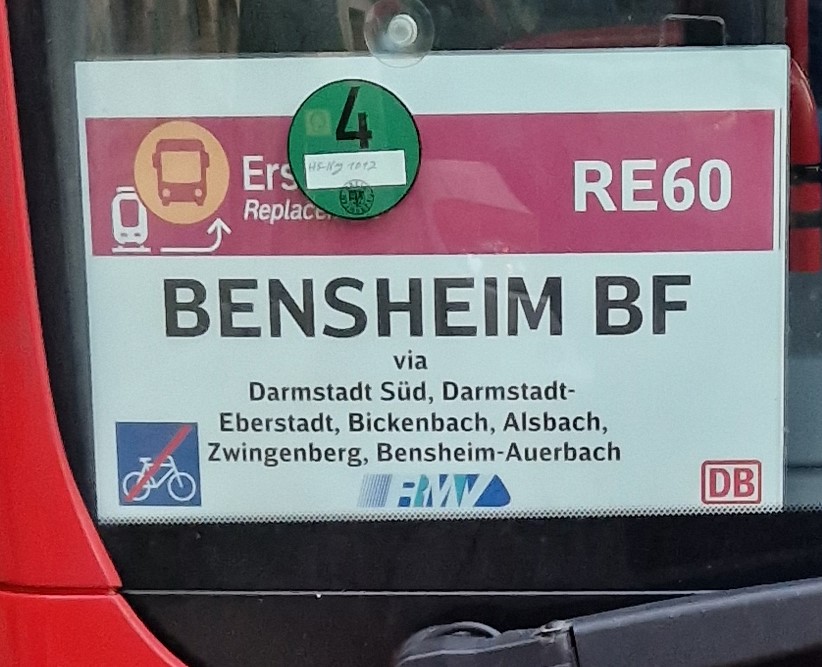 4
Ers
Replace
RE60
BENSHEIM BF
via
Darmstadt Süd, Darmstadt-
Eberstadt, Bickenbach, Alsbach,
Zwingenberg, Bensheim-Auerbach
RMV
DB